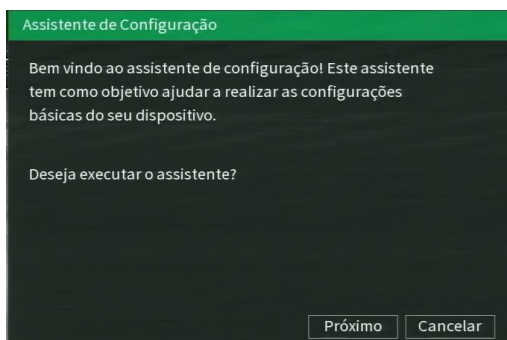 Assistente de Configuração
Bem vindo ao assistente de configuração! Este assistente
tem como objetivo ajudar a realizar as configurações
básicas do seu dispositivo.
Deseja executar o assistente?
Próximo
Cancelar